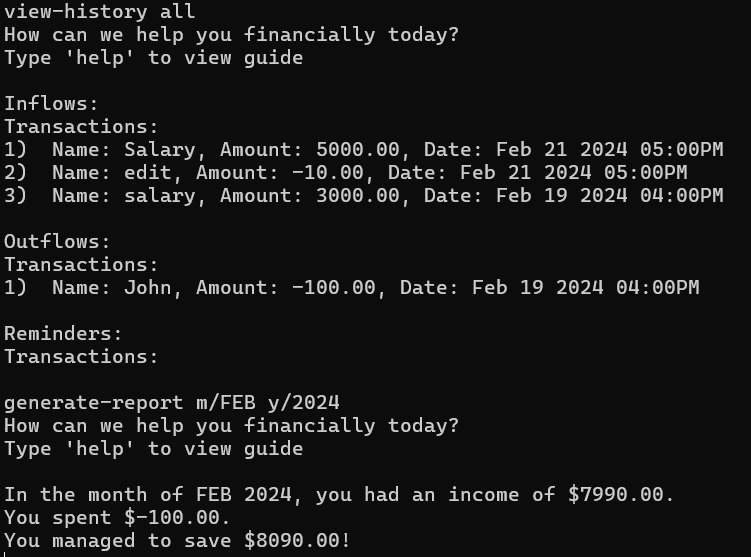 view-history all
How can we help you financially today?
Type 'help' to view guide

Inflows:
Transactions:
1)  Name: Salary, Amount: 5000.00, Date: Feb 21 2024 05:00PM
2)  Name: edit, Amount: -10.00, Date: Feb 21 2024 05:00PM
3)  Name: salary, Amount: 3000.00, Date: Feb 19 2024 04:00PM

Outflows:
Transactions:
1)  Name: John, Amount: -100.00, Date: Feb 19 2024 04:00PM

Reminders:
Transactions:

generate-report m/FEB y/2024
How can we help you financially today?
Type 'help' to view guide

In the month of FEB 2024, you had an income of $7990.00.
You spent $-100.00.
You managed to save $8090.00!